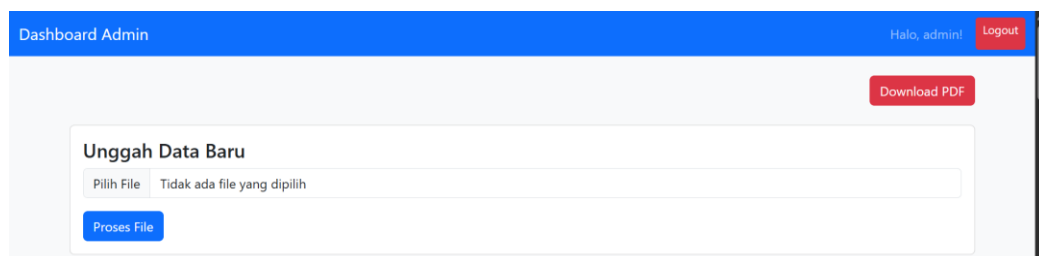 Dashboard Admin
Halo, admin!
Logout
Download PDF
Unggah Data Baru
Pilih File
Tidak ada file yang dipilih
Proses File